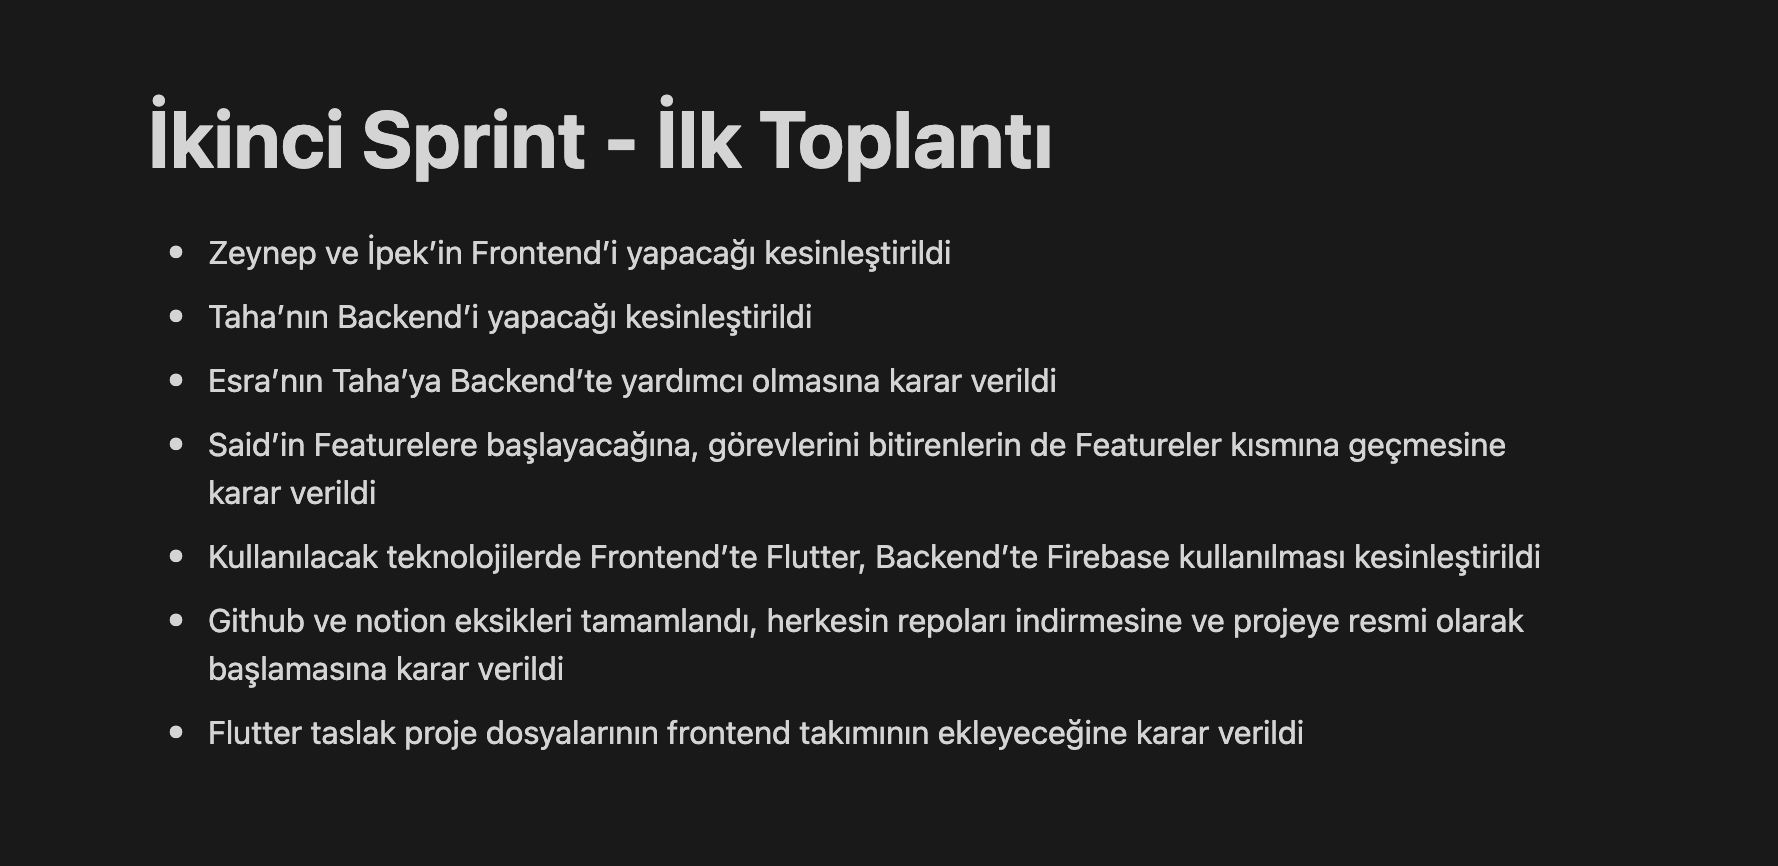 İkinci Sprint - İlk Toplantı
• Zeynep ve İpek’in Frontend’i yapacağı kesinleştirildi
• Taha’nın Backend’i yapacağı kesinleştirildi
• Esra’nın Taha’ya Backend’te yardımcı olmasına karar verildi
• Said’in Featurelere başlayacağına, görevlerini bitirenlerin de Featureler kısmına geçmesine
karar verildi
• Kullanılacak teknolojilerde Frontend’te Flutter, Backend’te Firebase kullanılması kesinleştirildi
• Github ve notion eksikleri tamamlandı, herkesin repoları indirmesine ve projeye resmi olarak
başlamasına karar verildi
• Flutter taslak proje dosyalarının frontend takımının ekleyeceğine karar verildi